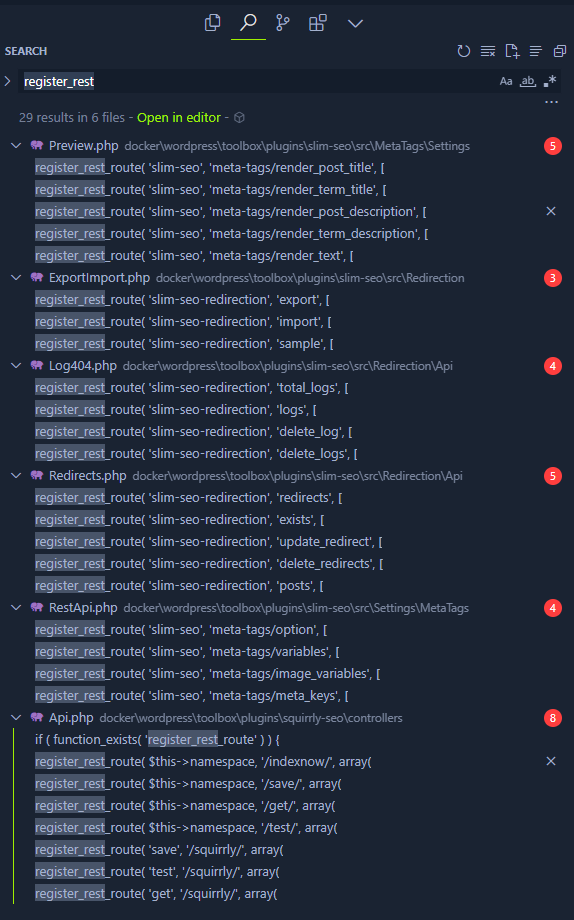 SEARCH
register_rest
Aa ab .*
29 results in 6 files - Open in editor -
Preview.php docker\wordpress\toolbox\plugins\slim-seo\src\MetaTags\Settings 5
register_rest_route( 'slim-seo', 'meta-tags/render_post_title', [
register_rest_route( 'slim-seo', 'meta-tags/render_term_title', [
register_rest_route( 'slim-seo', 'meta-tags/render_post_description', [
register_rest_route( 'slim-seo', 'meta-tags/render_term_description', [
register_rest_route( 'slim-seo', 'meta-tags/render_text', [
ExportImport.php docker\wordpress\toolbox\plugins\slim-seo\src\Redirection 3
register_rest_route( 'slim-seo-redirection', 'export', [
register_rest_route( 'slim-seo-redirection', 'import', [
register_rest_route( 'slim-seo-redirection', 'sample', [
Log404.php docker\wordpress\toolbox\plugins\slim-seo\src\Redirection\Api 4
register_rest_route( 'slim-seo-redirection', 'total_logs', [
register_rest_route( 'slim-seo-redirection', 'logs', [
register_rest_route( 'slim-seo-redirection', 'delete_log', [
register_rest_route( 'slim-seo-redirection', 'delete_logs', [
Redirects.php docker\wordpress\toolbox\plugins\slim-seo\src\Redirection\Api 5
register_rest_route( 'slim-seo-redirection', 'redirects', [
register_rest_route( 'slim-seo-redirection', 'exists', [
register_rest_route( 'slim-seo-redirection', 'update_redirect', [
register_rest_route( 'slim-seo-redirection', 'delete_redirects', [
register_rest_route( 'slim-seo-redirection', 'posts', [
RestApi.php docker\wordpress\toolbox\plugins\slim-seo\src\Settings\MetaTags 4
register_rest_route( 'slim-seo', 'meta-tags/option', [
register_rest_route( 'slim-seo', 'meta-tags/variables', [
register_rest_route( 'slim-seo', 'meta-tags/image_variables', [
register_rest_route( 'slim-seo', 'meta-tags/meta_keys', [
Api.php docker\wordpress\toolbox\plugins\squirrly-seo\controllers 8
if ( function_exists( 'register_rest_route' ) ) {
register_rest_route( $this->namespace, '/indexnow/', array(
register_rest_route( $this->namespace, '/save/', array(
register_rest_route( $this->namespace, '/get/', array(
register_rest_route( $this->namespace, '/test/', array(
register_rest_route( 'save', '/squirrly/', array(
register_rest_route( 'test', '/squirrly/', array(
register_rest_route( 'get', '/squirrly/', array(